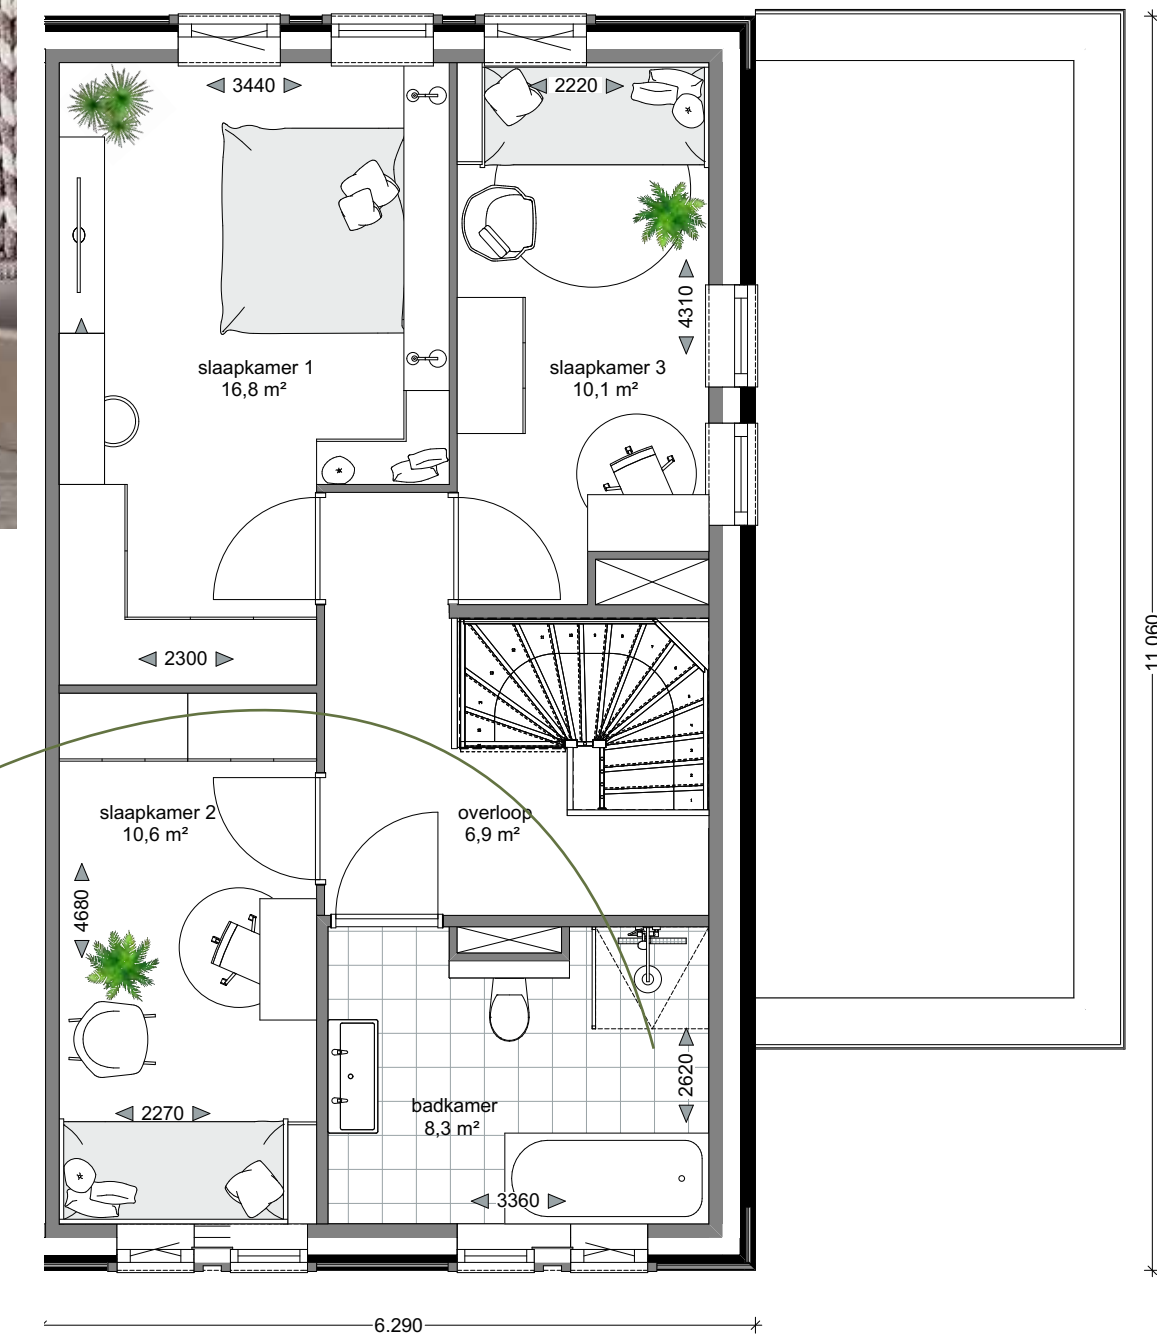 3440
2220
4310
slaapkamer 1
16,8 m²
slaapkamer 3
10,1 m²
2300
slaapkamer 2
10,6 m²
overloop
6,9 m²
4680
2270
2620
badkamer
8,3 m²
3360
11.060
6.290